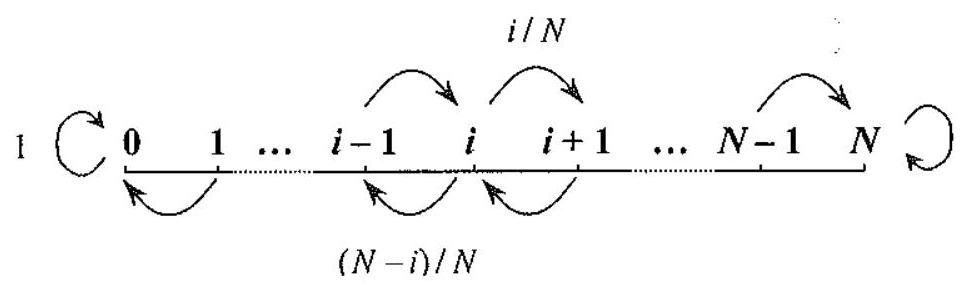 i / N
1 0 1 ... i – 1 i i + 1 ... N – 1 N
(N – i) / N